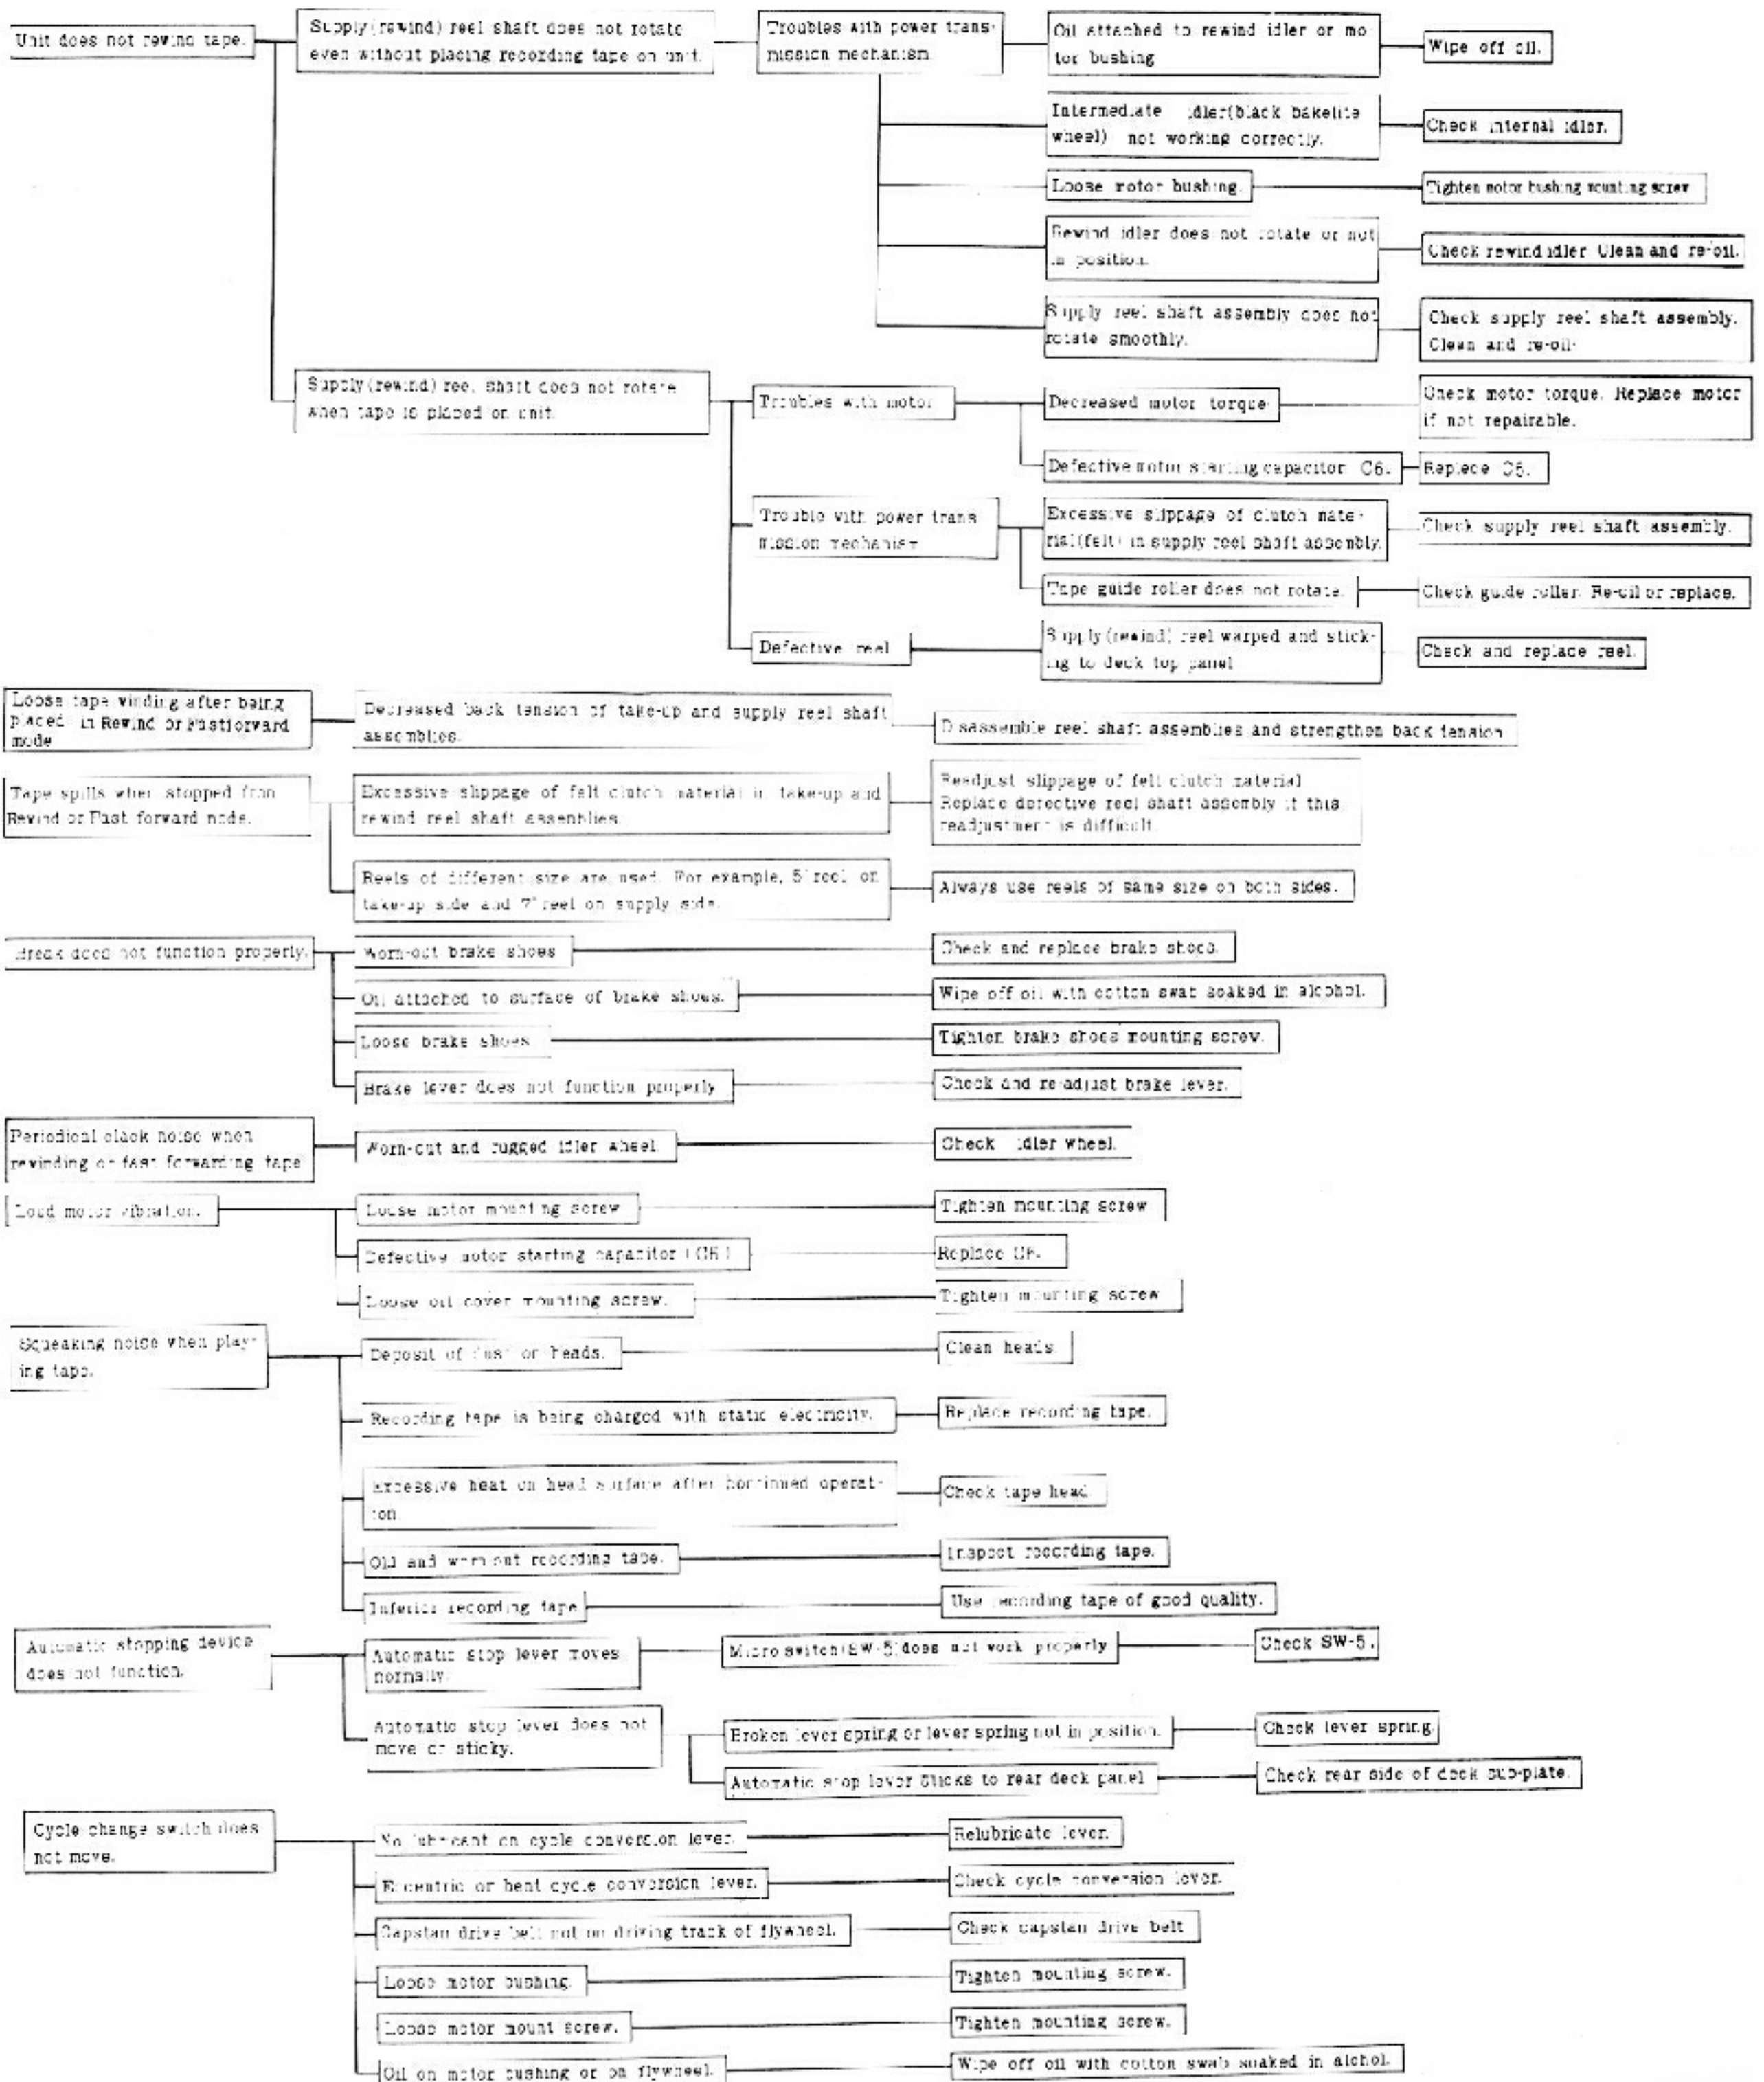 Unit does not rewind tape.
Supply(rewind) reel shaft does not rotate
even without placing recording tape on unit.
Troubles with power trans-
mission mechanism.
Oil attached to rewind idler or mo-
tor bushing
Wipe off oil.
Intermediate idler(black bakelite
wheel) not working correctly.
Check internal idler.
Loose motor bushing.
Tighten motor bushing mounting screw
Rewind idler does not rotate or not
in position.
Check rewind idler Clean and re-oil.
Supply reel shaft assembly does not
rotate smoothly.
Check supply reel shaft assembly.
Clean and re-oil.
Supply(rewind) reel shaft does not rotate
when tape is placed on unit.
Troubles with motor
Decreased motor torque
Check motor torque. Replace motor
if not repairable.
Defective motor starting capacitor C6.
Replace C6.
Trouble with power trans
mission mechanism
Excessive slippage of clutch mate-
rial(felt) in supply reel shaft assembly.
Check supply reel shaft assembly.
Tape guide roller does not rotate.
Check guide roller. Re-oil or replace.
Defective reel
Supply(rewind) reel warped and stick-
ing to deck top panel
Check and replace reel.
Loose tape winding after being
placed in Rewind or Fastforward
mode
Decreased back tension of take-up and supply reel shaft
assemblies.
Disassemble reel shaft assemblies and strengthen back tension
Tape spills when stopped from
Rewind or Fast forward mode.
Excessive slippage of felt clutch material in take-up and
rewind reel shaft assemblies.
Readjust slippage of felt clutch material
Replace defective reel shaft assembly if this
readjustment is difficult.
Reels of different size are used. For example, 5" reel on
take-up side and 7" reel on supply side.
Always use reels of same size on both sides.
Break does not function properly.
Worn-out brake shoes
Check and replace brake shoes.
Oil attached to surface of brake shoes.
Wipe off oil with cotton swab soaked in alcohol.
Loose brake shoes
Tighten brake shoes mounting screw.
Brake lever does not function properly
Check and re-adjust brake lever.
Periodical clack noise when
rewinding or fast forwarding tape
Worn-out and rugged idler wheel.
Check idler wheel.
Loud motor vibration.
Loose motor mounting screw
Tighten mounting screw
Defective motor starting capacitor (C6)
Replace C6.
Loose oil cover mounting screw.
Tighten mounting screw
Squeaking noise when play-
ing tape.
Deposit of dust on heads.
Clean heads
Recording tape is being charged with static electricity.
Replace recording tape.
Excessive heat on head surface after continued operat-
ion
Check tape head.
Old and worn-out recording tape.
Inspect recording tape.
Inferior recording tape
Use recording tape of good quality.
Automatic stopping device
does not function.
Automatic stop lever moves
normally.
Micro switch(SW-5)does not work properly
Check SW-5.
Automatic stop lever does not
move or sticky.
Broken lever spring or lever spring not in position.
Check lever spring.
Automatic stop lever Sticks to rear deck panel
Check rear side of deck sub-plate.
Cycle change switch does
not move.
No lubricant on cycle conversion lever.
Relubricate lever.
Eccentric or bent cycle conversion lever.
Check cycle conversion lever.
Capstan drive belt not on driving track of flywheel.
Check capstan drive belt
Loose motor bushing.
Tighten mounting screw.
Loose motor mount screw.
Tighten mounting screw.
Oil on motor bushing or on flywheel.
Wipe off oil with cotton swab soaked in alchol.